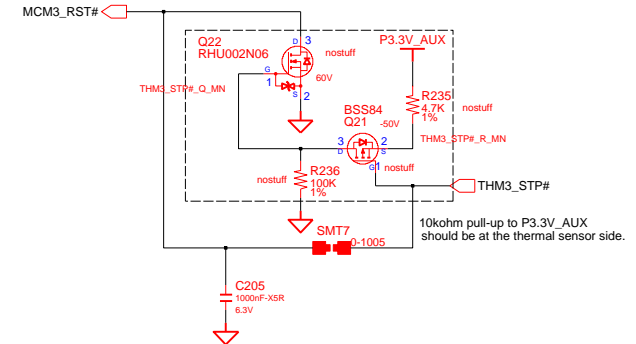 MCM3_RST#
Q22
RHU002N06
D
3
nostuff
P3.3V_AUX
G
1
60V
S
2
THM3_STP#_Q_MN
R235
4.7K
1%
nostuff
BSS84
Q21
-50V
THM3_STP#_R_MN
3
D
2
S
G
1
nostuff
R236
100K
1%
nostuff
THM3_STP#
10kohm pull-up to P3.3V_AUX
should be at the thermal sensor side.
SMT7
0-1005
C205
1000nF-X5R
6.3V